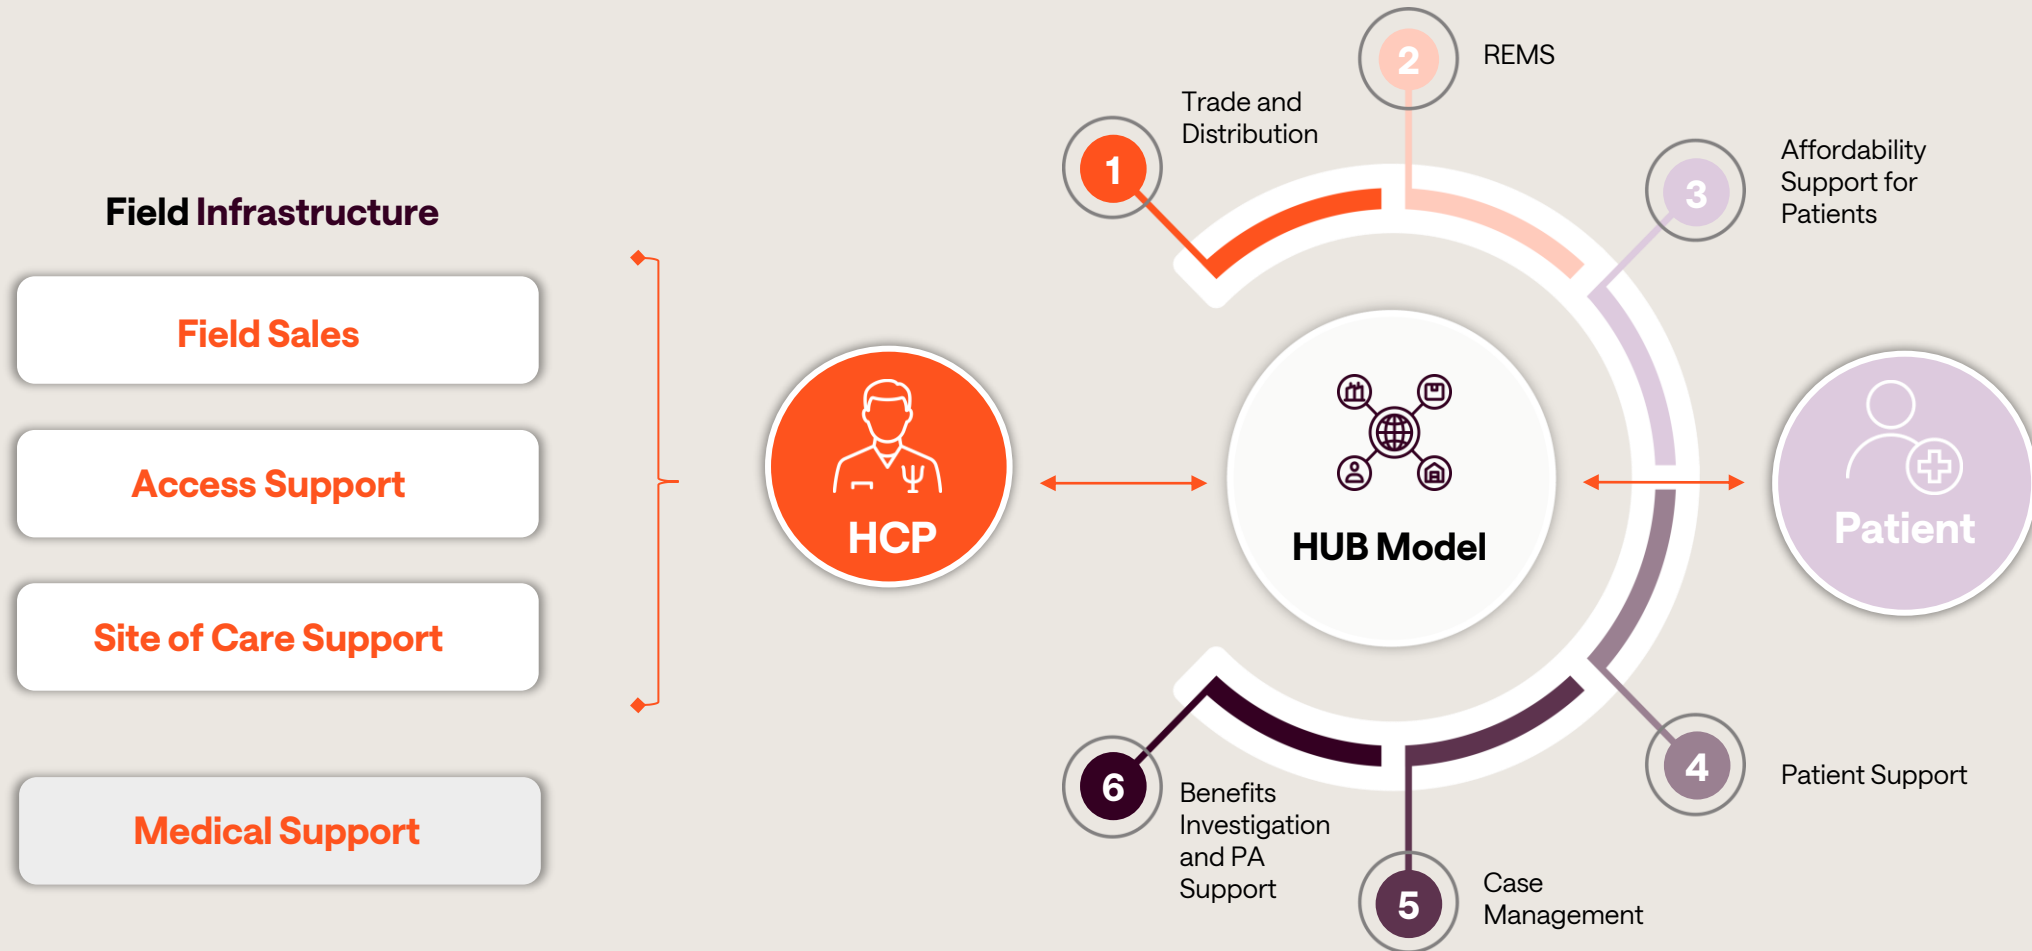 Field Infrastructure
Field Sales
Access Support
Site of Care Support
Medical Support
HCP
HUB Model
Patient
1
Trade and
Distribution
2
REMS
3
Affordability
Support for
Patients
4
Patient Support
5
Case
Management
6
Benefits
Investigation
and PA
Support